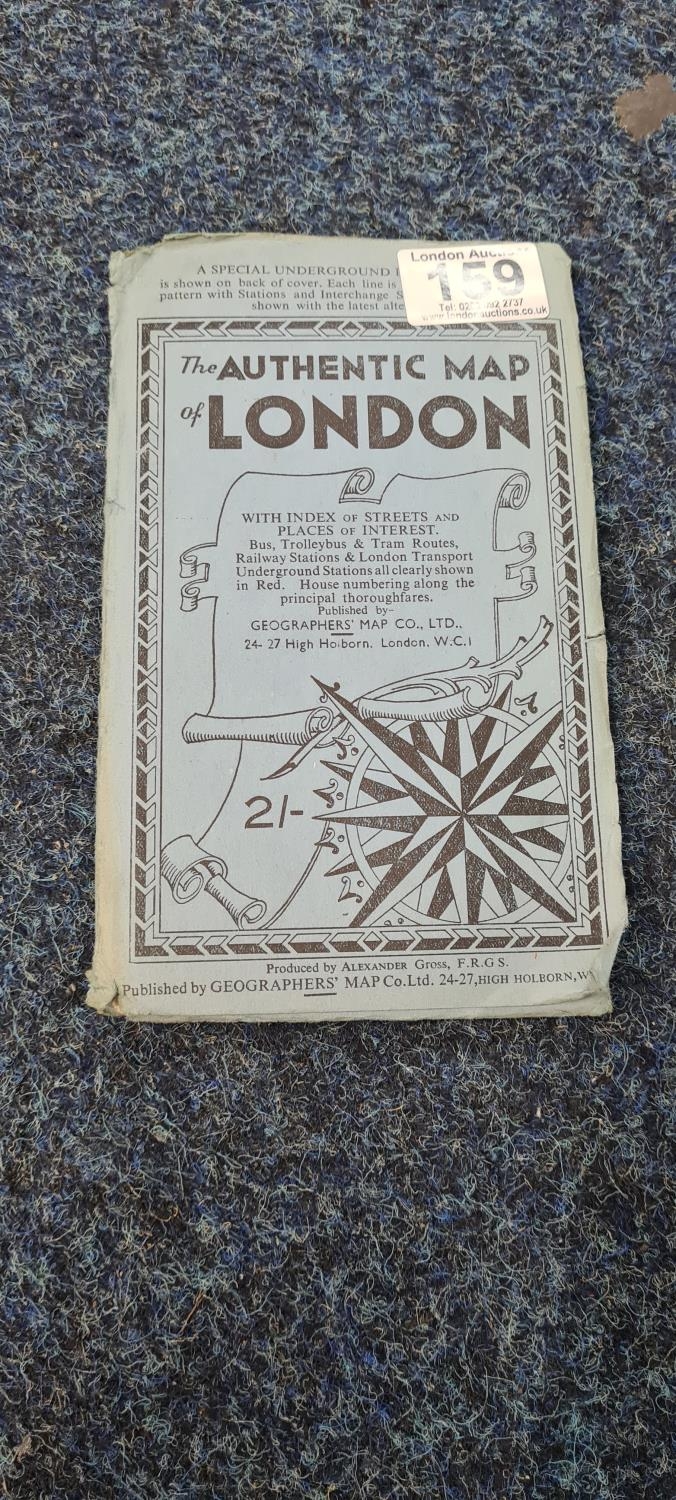 A SPECIAL UNDERGROUND
is shown on back of cover. Each line is
pattern with Stations and Interchange
shown with the latest
London
159
Tel:
www.londonauctions.co.uk
The AUTHENTIC MAP
of LONDON
WITH INDEX OF STREETS AND
PLACES OF INTEREST.
Bus, Trolleybus & Tram Routes,
Railway Stations & London Transport
Underground Stations all clearly shown
in Red. House numbering along the
principal thoroughfares.
Published by-
GEOGRAPHERS' MAP CO., LTD.,
24-27 High Holborn, London, W.C.1
2/-
Produced by ALEXANDER GROSS, F.R.G S.
Published by GEOGRAPHERS' MAP Co.Ltd. 24-27, HIGH HOLBORN,